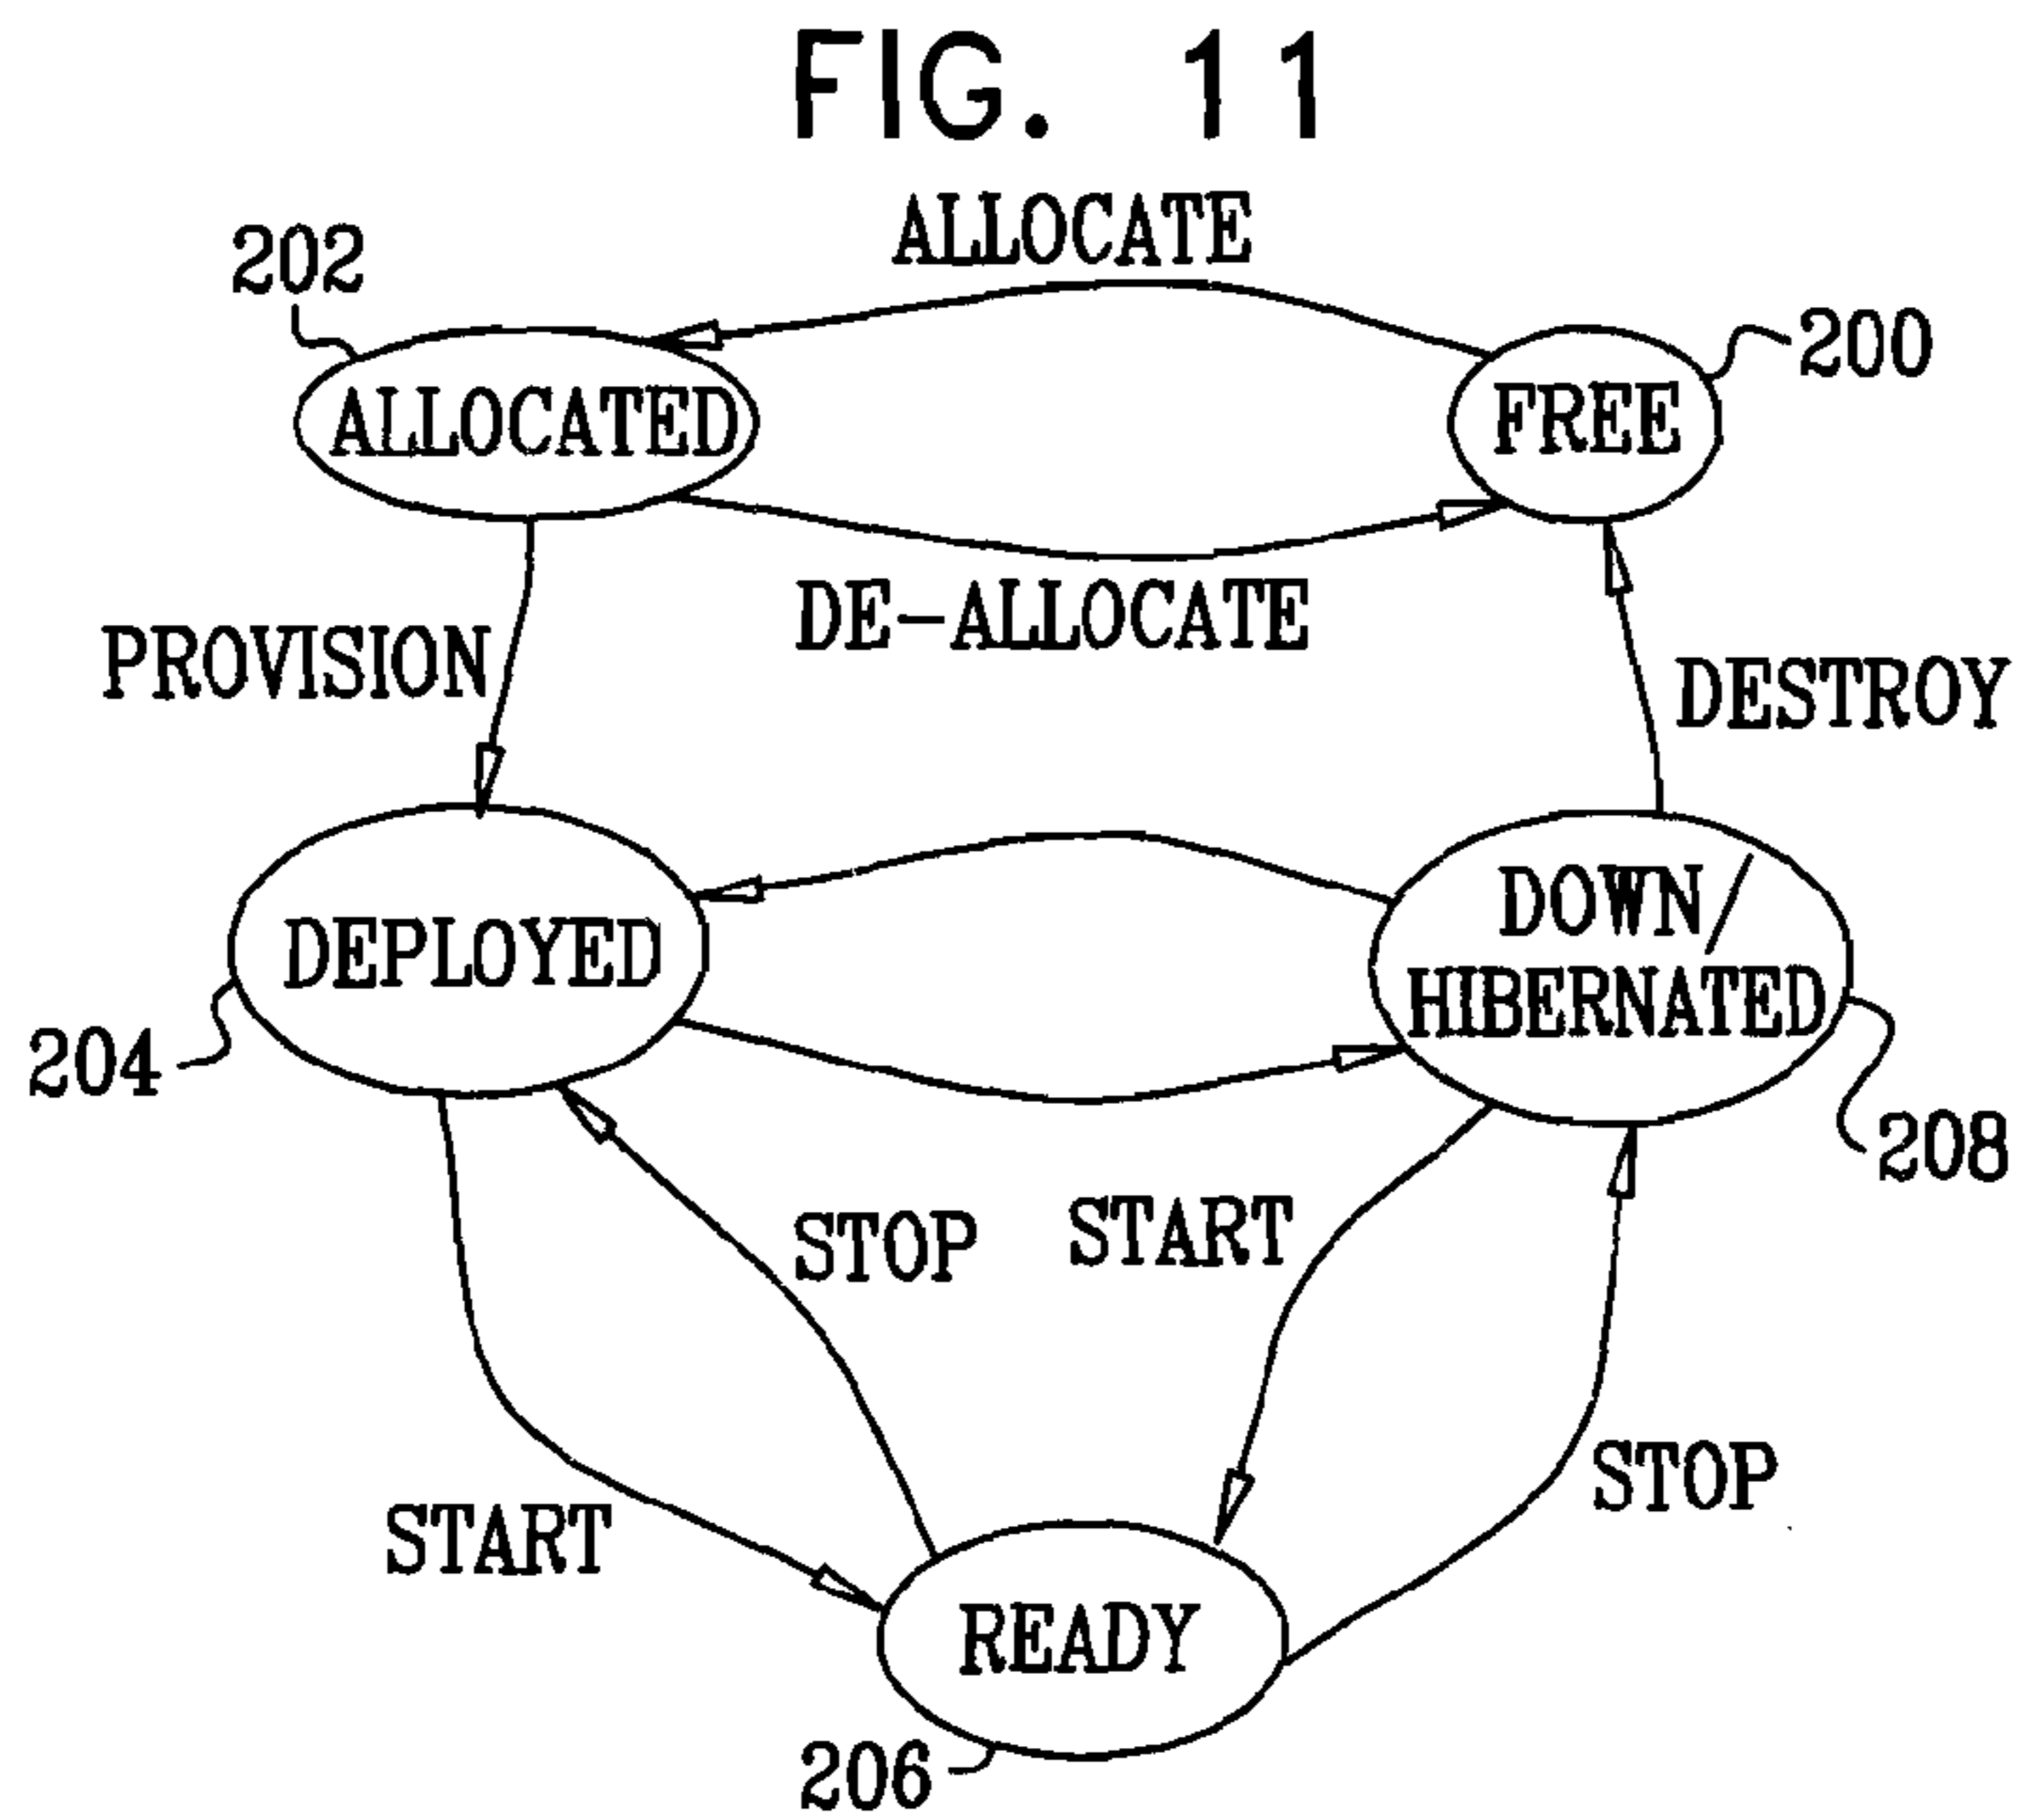 FIG. 11
ALLOCATE
202
200
ALLOCATED
FREE
DE-ALLOCATE
PROVISION
DESTROY
DOWN/
HIBERNATED
DEPLOYED
204
208
STOP
START
STOP
START
READY
206